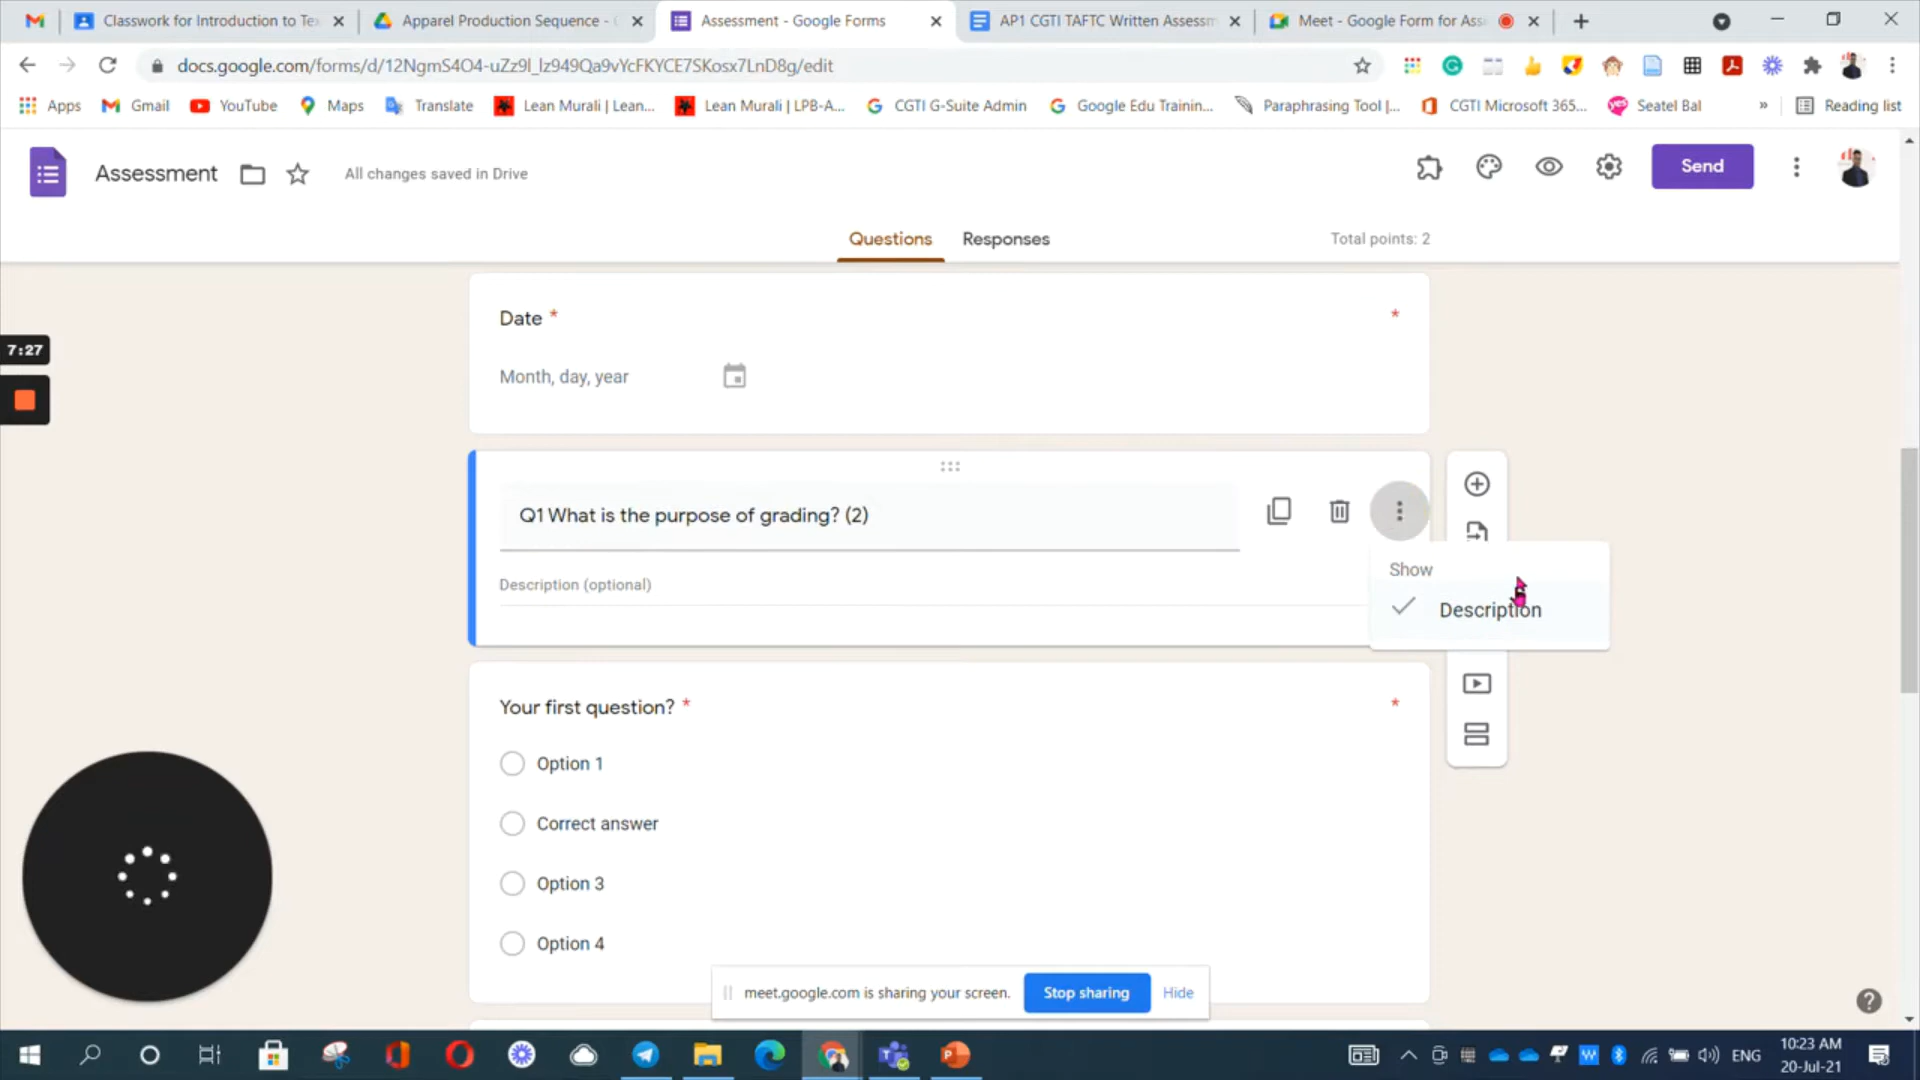 Classwork for Introduction to Te
Apparel Production Sequence -
Assessment - Google Forms
AP1 CGTI TAFTC Written Assessm
Meet - Google Form for Ass
docs.google.com/forms/d/12NgmS4O4-uZz9l_lz949Qa9vYcFKYCE7SKosx7LnD8g/edit
Apps
Gmail
YouTube
Maps
Translate
Lean Murali | Lean...
Lean Murali | LPB-A...
CGTI G-Suite Admin
Google Edu Trainin...
Paraphrasing Tool |...
CGTI Microsoft 365...
Seatel Bal
»
Reading list
Assessment
All changes saved in Drive
Send
Questions
Responses
Total points: 2
Date *
*
Month, day, year
7:27
Q1 What is the purpose of grading? (2)
Description (optional)
Show
Description
Your first question? *
*
Option 1
Correct answer
Option 3
Option 4
meet.google.com is sharing your screen.
Stop sharing
Hide
ENG
10:23 AM
20-Jul-21